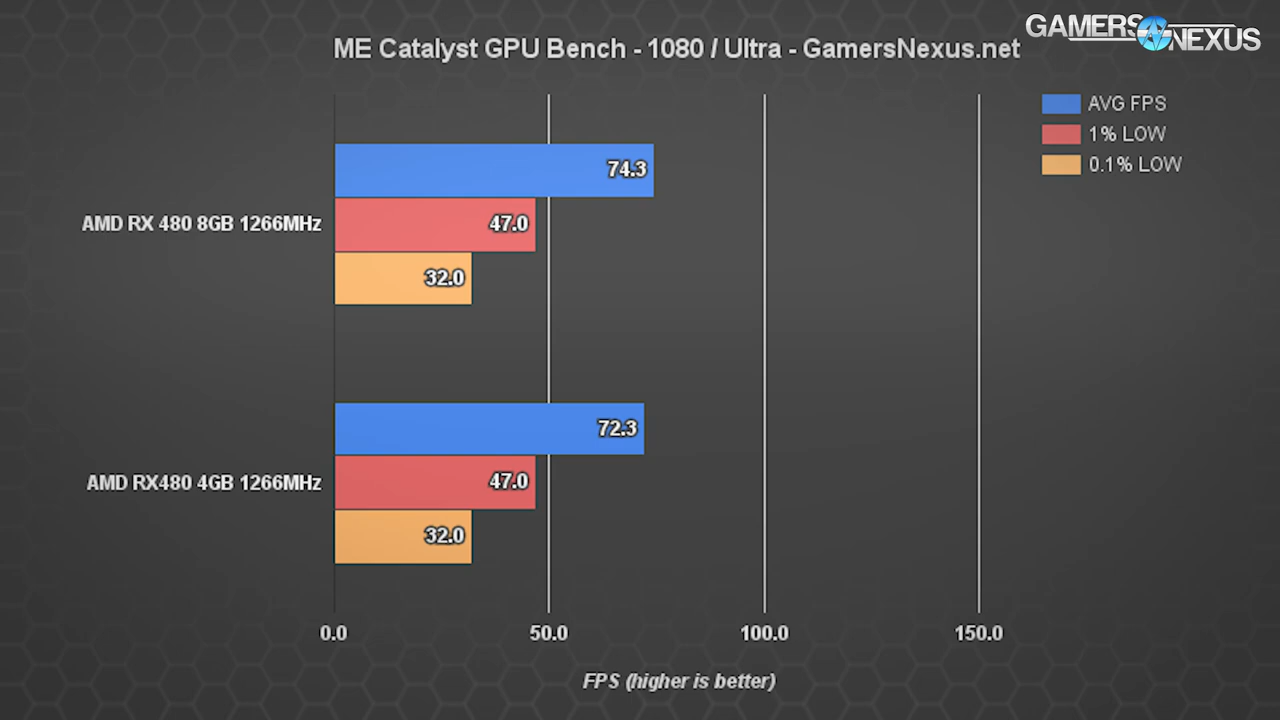 GAMERS NEXUS
ME Catalyst GPU Bench - 1080 / Ultra - GamersNexus.net
AVG FPS
1% LOW
0.1% LOW
74.3
AMD RX 480 8GB 1266MHz
47.0
32.0
72.3
AMD RX480 4GB 1266MHz
47.0
32.0
0.0
50.0
100.0
150.0
FPS (higher is better)